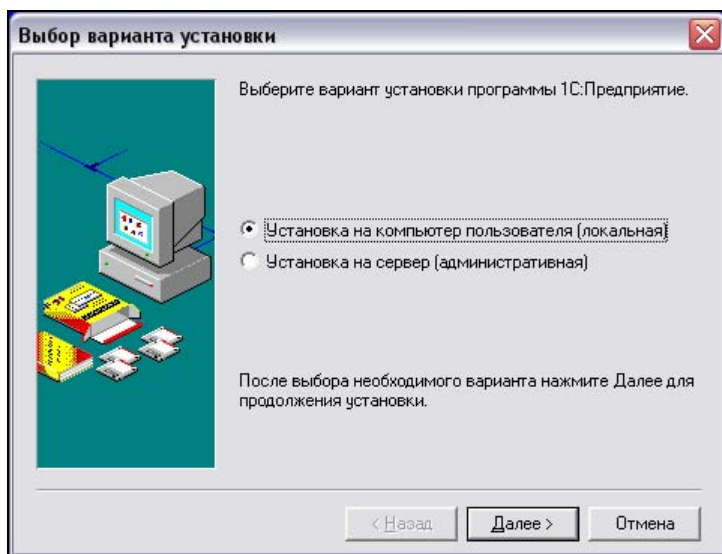 Выбор варианта установки
Выберите вариант установки программы 1С:Предприятие.
Установка на компьютер пользователя (локальная)
Установка на сервер (административная)
После выбора необходимого варианта нажмите Далее для
продолжения установки.
< Назад
Далее >
Отмена